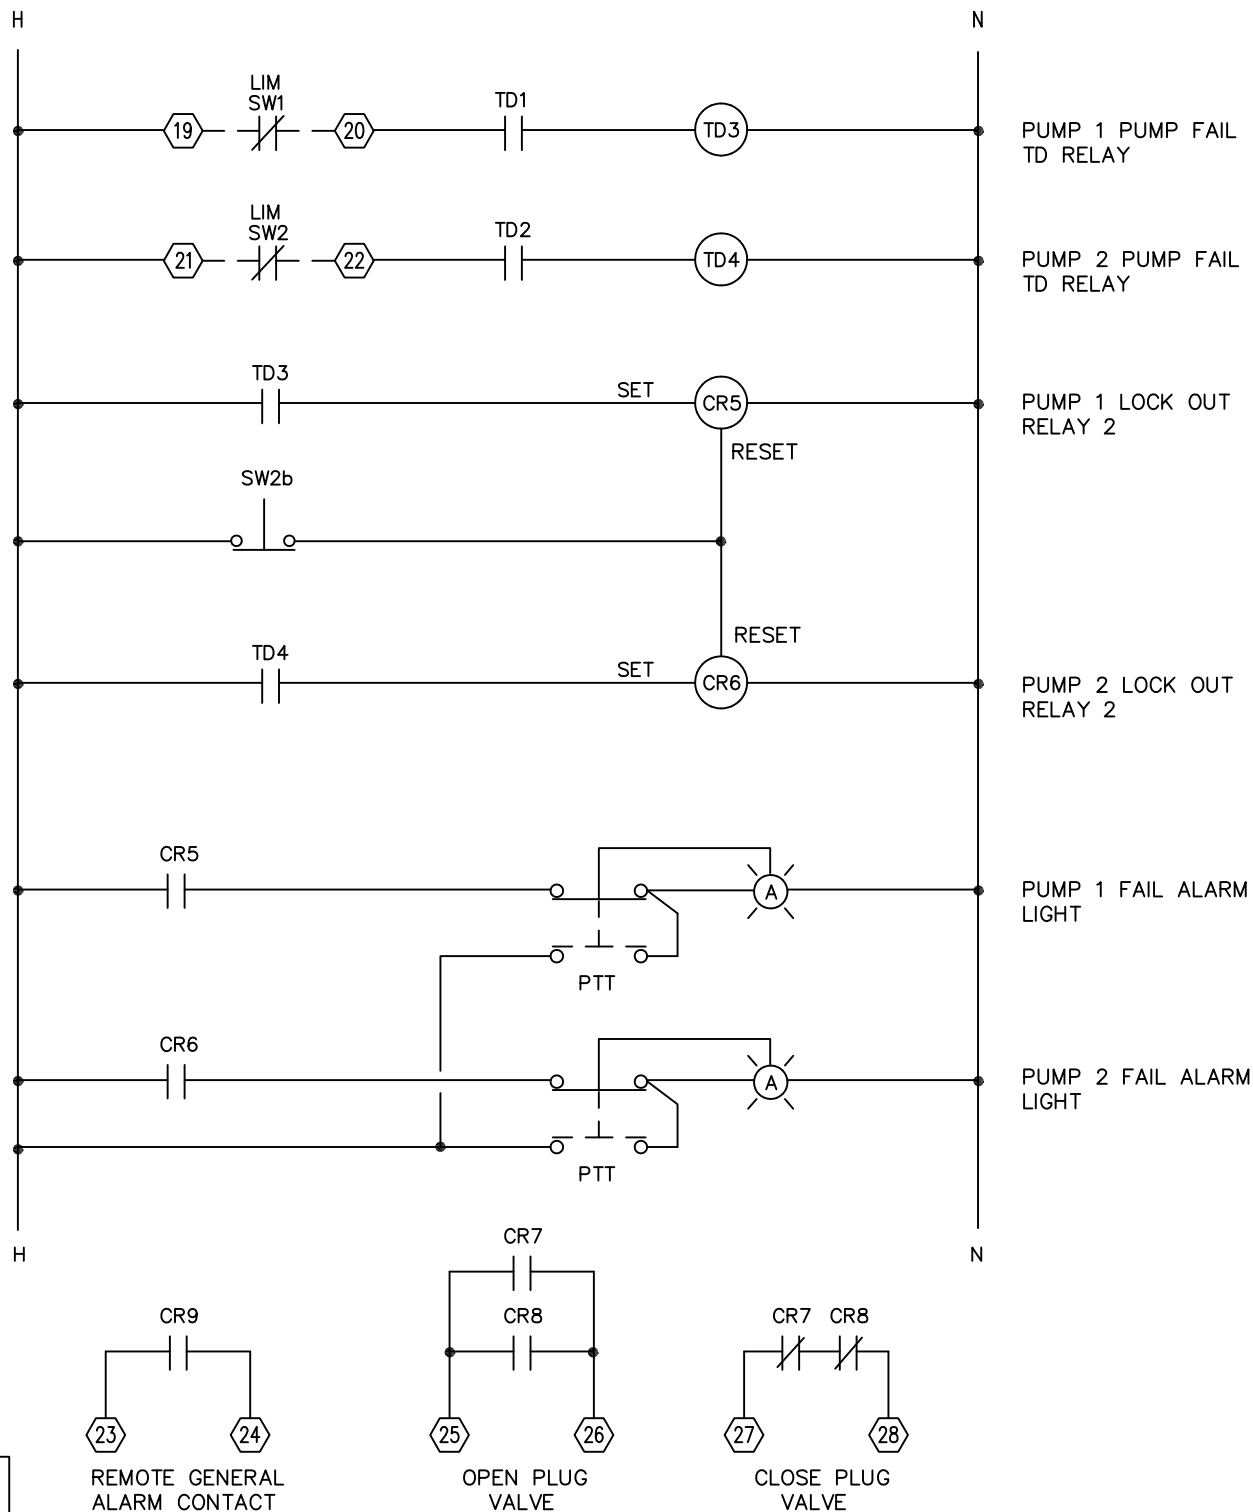 H
N
LIM
SW1
TD1
19
20
TD3
PUMP 1 PUMP FAIL
TD RELAY
LIM
SW2
TD2
21
22
TD4
PUMP 2 PUMP FAIL
TD RELAY
TD3
SET
CR5
PUMP 1 LOCK OUT
RELAY 2
RESET
SW2b
RESET
TD4
SET
CR6
PUMP 2 LOCK OUT
RELAY 2
CR5
A
PUMP 1 FAIL ALARM
LIGHT
PTT
CR6
A
PUMP 2 FAIL ALARM
LIGHT
PTT
H
N
CR7
CR9
CR8
CR7 CR8
23
24
25
26
27
28
REMOTE GENERAL
ALARM CONTACT
OPEN PLUG
VALVE
CLOSE PLUG
VALVE